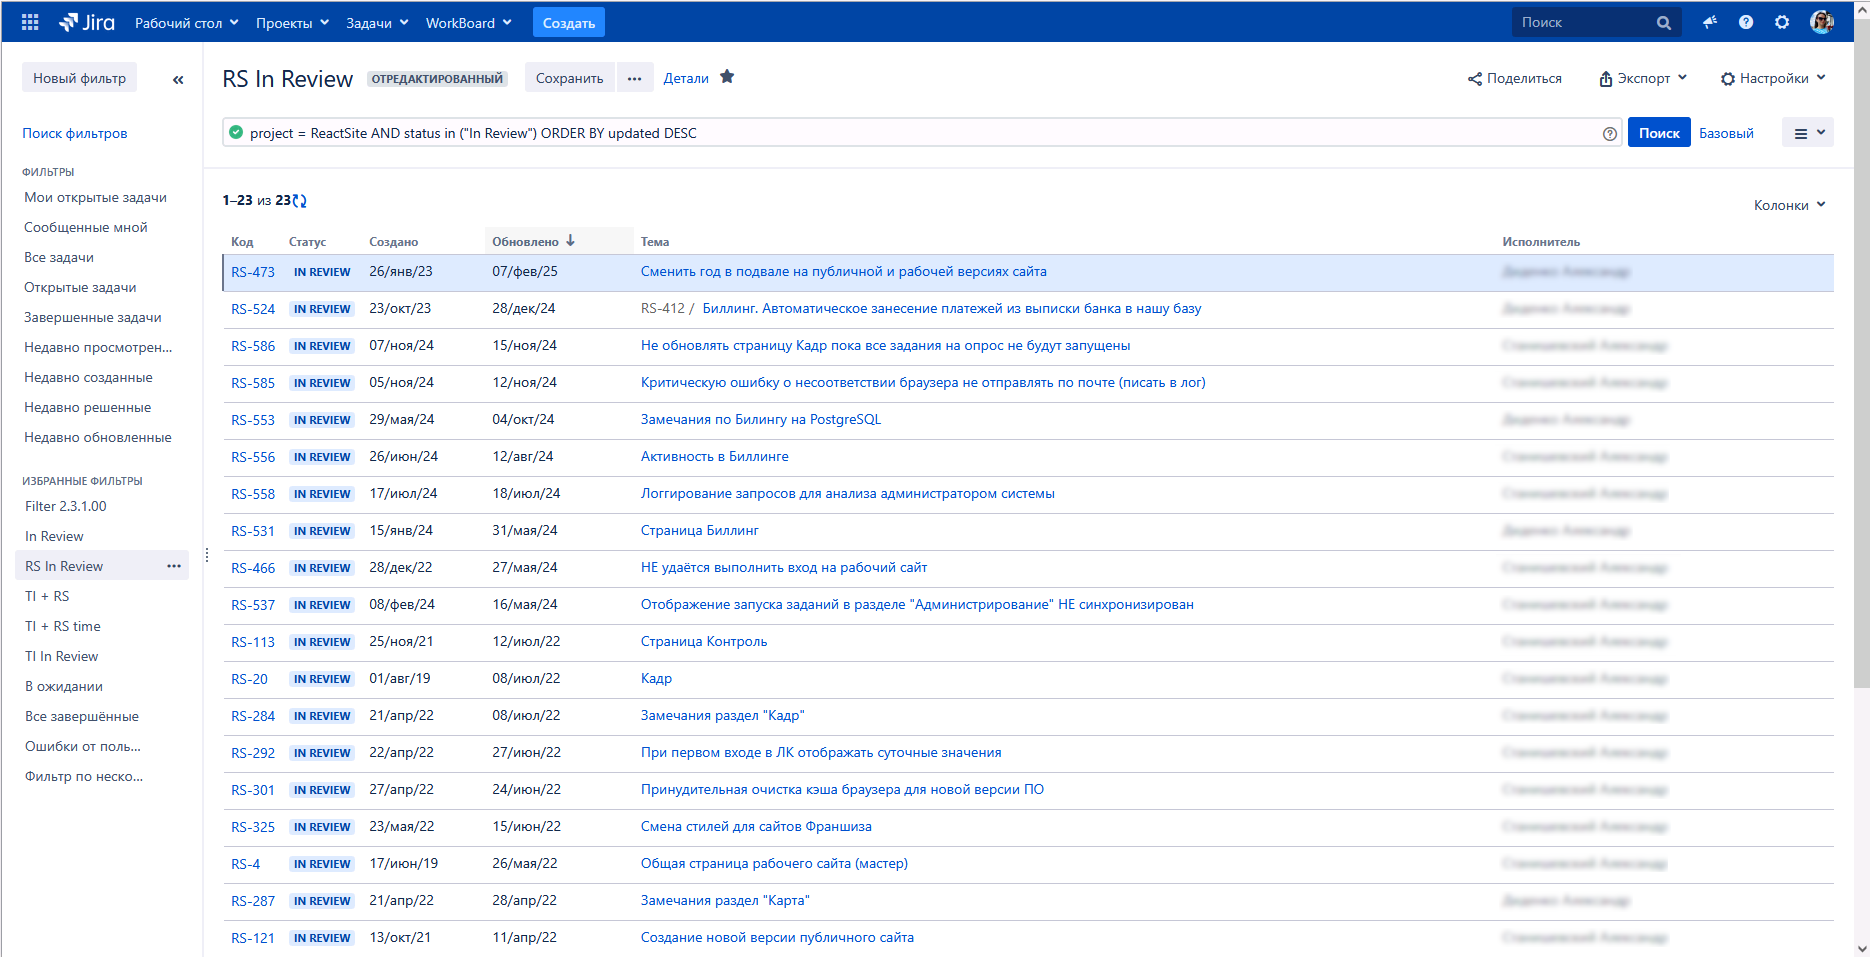 Jira Рабочий стол Проекты Задачи WorkBoard Создать Поиск
Новый фильтр
Поиск фильтров
ФИЛЬТРЫ
Мои открытые задачи
Сообщенные мной
Все задачи
Открытые задачи
Завершенные задачи
Недавно просмотрен...
Недавно созданные
Недавно решенные
Недавно обновленные
ИЗБРАННЫЕ ФИЛЬТРЫ
Filter 2.3.1.00
In Review
RS In Review
TI + RS
TI + RS time
TI In Review
В ожидании
Все завершённые
Ошибки от поль...
Фильтр по неско...
RS In Review ОТРЕДАКТИРОВАННЫЙ Сохранить Детали Поделиться Экспорт Настройки
project = ReactSite AND status in ("In Review") ORDER BY updated DESC Поиск Базовый
1–23 из 23
Колонки
Код Статус Создано Обновлено Тема Исполнитель
RS-473 IN REVIEW 26/янв/23 07/фев/25 Сменить год в подвале на публичной и рабочей версиях сайта
RS-524 IN REVIEW 23/окт/23 28/дек/24 RS-412 / Биллинг. Автоматическое занесение платежей из выписки банка в нашу базу
RS-586 IN REVIEW 07/ноя/24 15/ноя/24 Не обновлять страницу Кадр пока все задания на опрос не будут запущены
RS-585 IN REVIEW 05/ноя/24 12/ноя/24 Критическую ошибку о несоответствии браузера не отправлять по почте (писать в лог)
RS-553 IN REVIEW 29/мая/24 04/окт/24 Замечания по Билингу на PostgreSQL
RS-556 IN REVIEW 26/июн/24 12/авг/24 Активность в Биллинге
RS-558 IN REVIEW 17/июл/24 18/июл/24 Логгирование запросов для анализа администратором системы
RS-531 IN REVIEW 15/янв/24 31/мая/24 Страница Биллинг
RS-466 IN REVIEW 28/дек/22 27/мая/24 НЕ удаётся выполнить вход на рабочий сайт
RS-537 IN REVIEW 08/фев/24 16/мая/24 Отображение запуска заданий в разделе "Администрирование" НЕ синхронизирован
RS-113 IN REVIEW 25/ноя/21 12/июл/22 Страница Контроль
RS-20 IN REVIEW 01/авг/19 08/июл/22 Кадр
RS-284 IN REVIEW 21/апр/22 08/июл/22 Замечания раздел "Кадр"
RS-292 IN REVIEW 22/апр/22 27/июн/22 При первом входе в ЛК отображать суточные значения
RS-301 IN REVIEW 27/апр/22 24/июн/22 Принудительная очистка кэша браузера для новой версии ПО
RS-325 IN REVIEW 23/мая/22 15/июн/22 Смена стилей для сайтов Франшиза
RS-4 IN REVIEW 17/июн/19 26/мая/22 Общая страница рабочего сайта (мастер)
RS-287 IN REVIEW 21/апр/22 28/апр/22 Замечания раздел "Карта"
RS-121 IN REVIEW 13/окт/21 11/апр/22 Создание новой версии публичного сайта